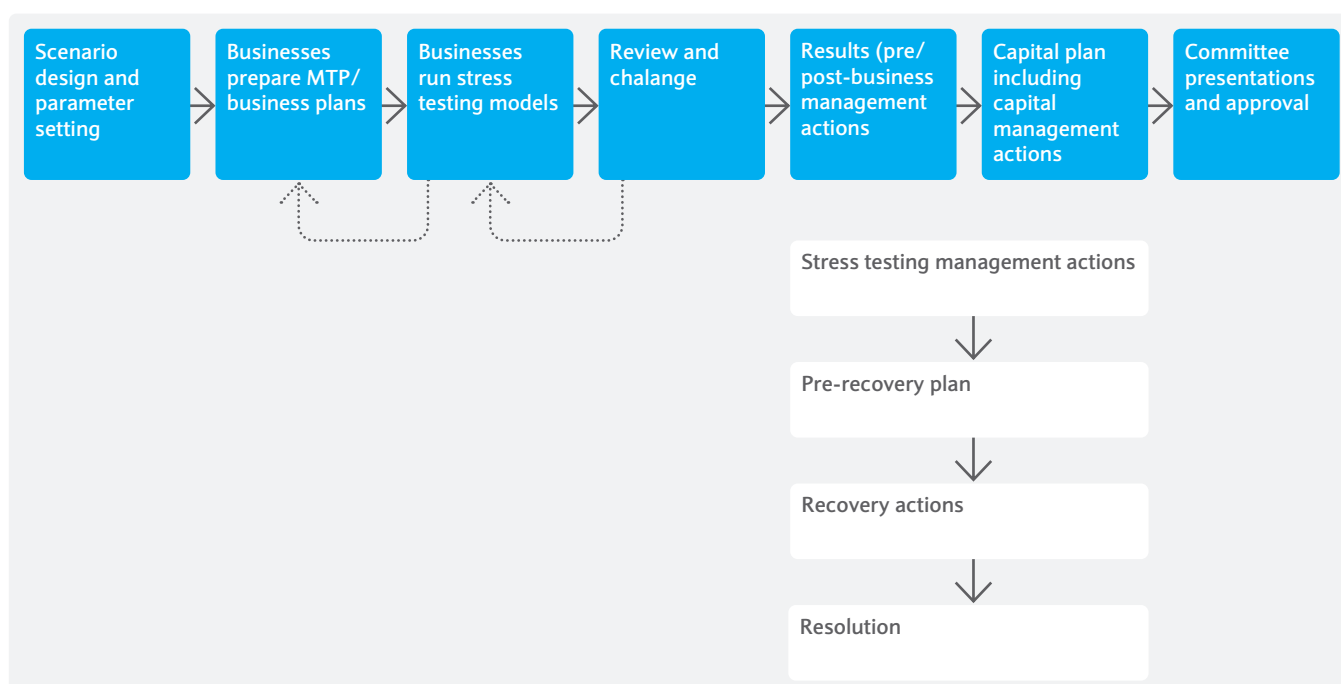 Scenario
design and
parameter
setting
Businesses
prepare MTP/
business plans
Businesses
run stress
testing models
Review and
chalange
Results (pre/
post-business
management
actions
Capital plan
including
capital
management
actions
Committee
presentations
and approval
Stress testing management actions
Pre-recovery plan
Recovery actions
Resolution